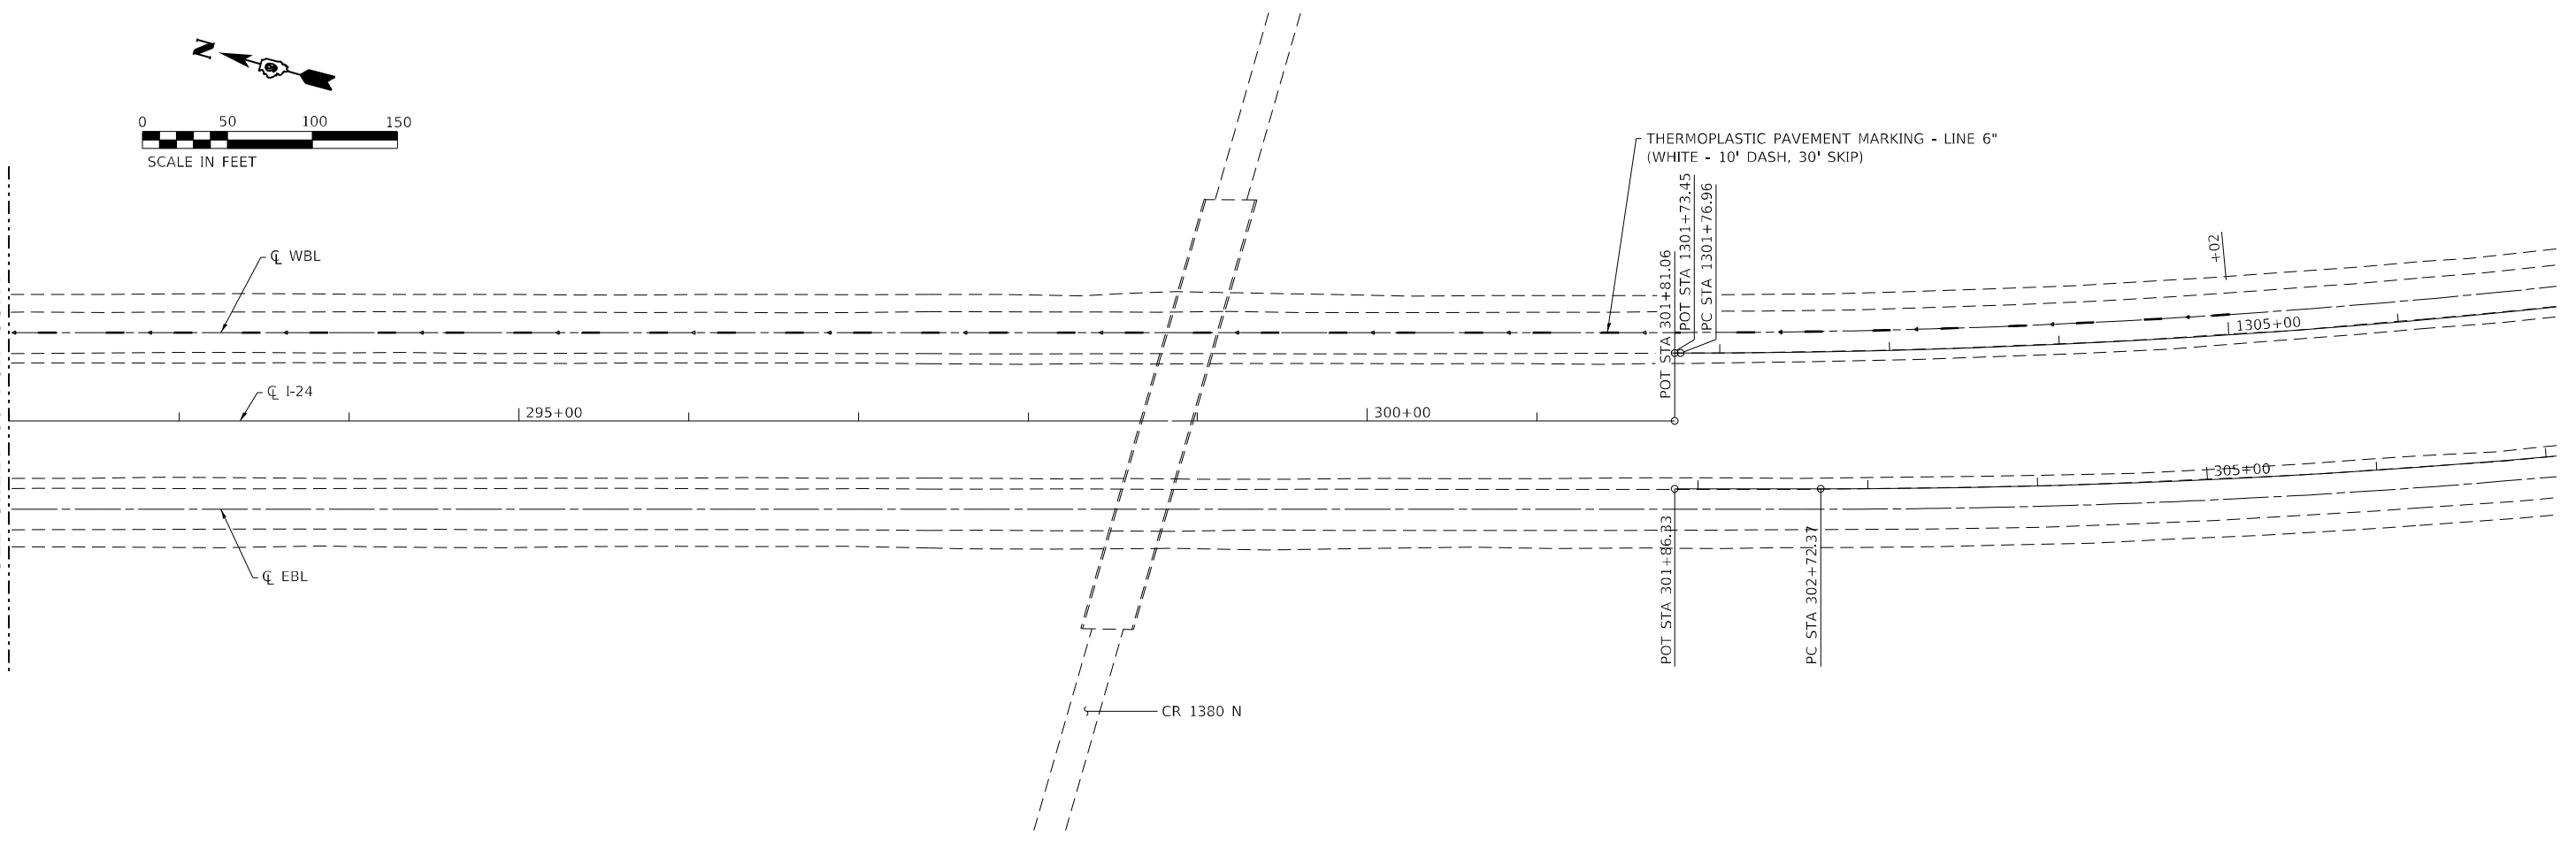 N
0 50 100 150
SCALE IN FEET
THERMOPLASTIC PAVEMENT MARKING - LINE 6"
(WHITE - 10' DASH, 30' SKIP)
POT STA 301+81.06
POT STA 1301+73.45
PC STA 1301+76.96
+02
℄ WBL
1305+00
℄ I-24
295+00
300+00
305+00
℄ EBL
POT STA 301+86.33
PC STA 302+72.37
CR 1380 N